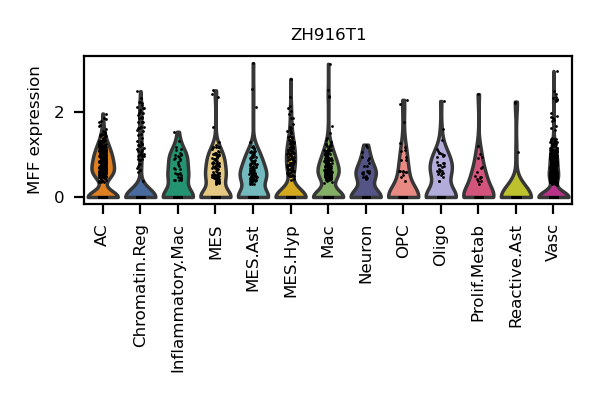 ZH916T1
MFF expression
2
0
AC
Chromatin.Reg
Inflammatory.Mac
MES
MES.Ast
MES.Hyp
Mac
Neuron
OPC
Oligo
Prolif.Metab
Reactive.Ast
Vasc